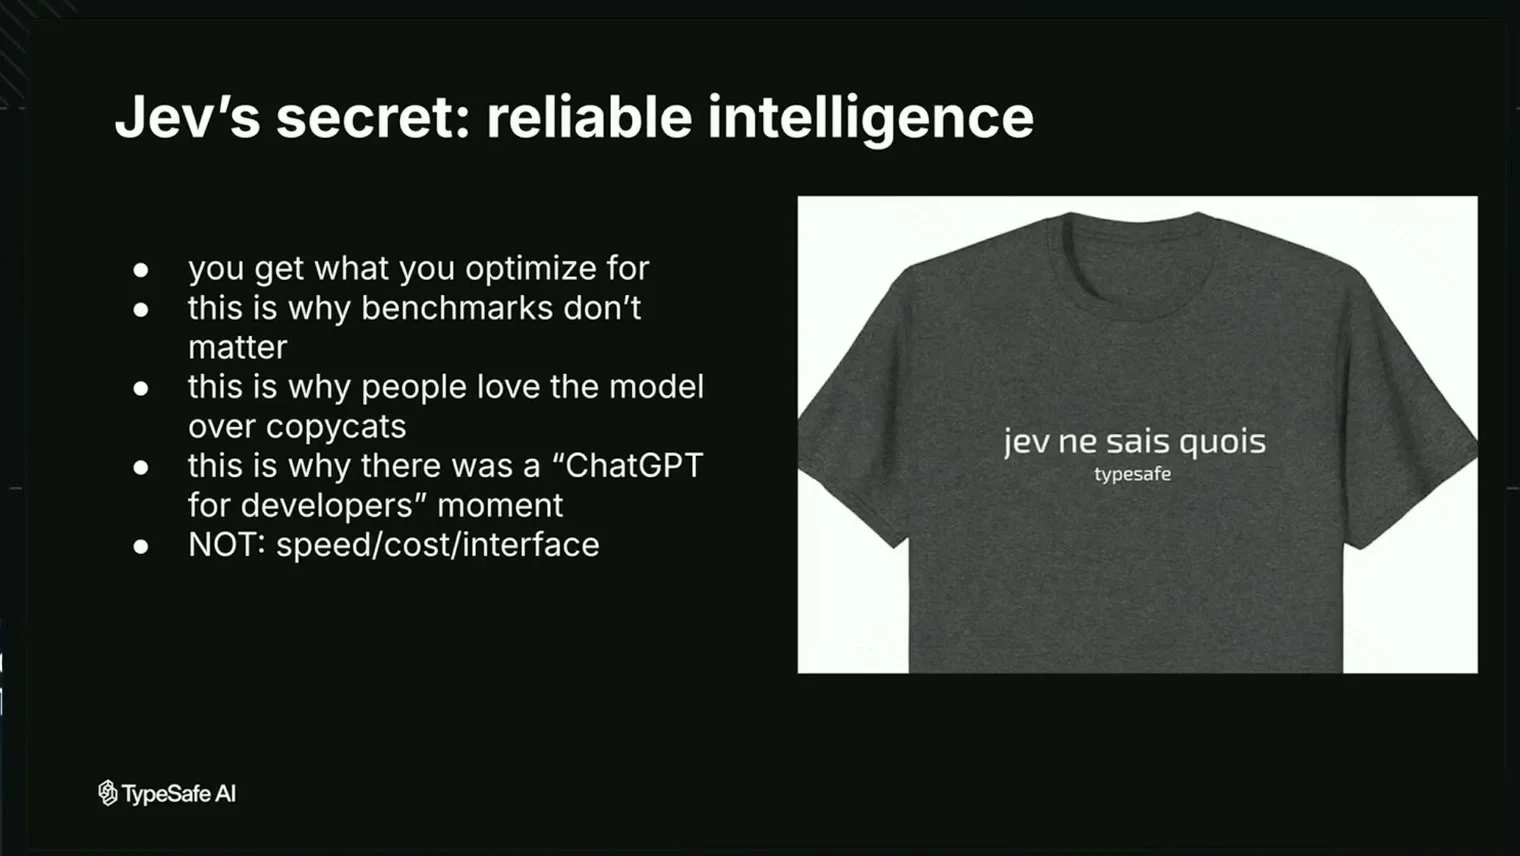 Jev’s secret: reliable intelligence
● you get what you optimize for
● this is why benchmarks don’t
matter
● this is why people love the model
over copycats
● this is why there was a “ChatGPT
for developers” moment
● NOT: speed/cost/interface
jev ne sais quois
typesafe
TypeSafe AI